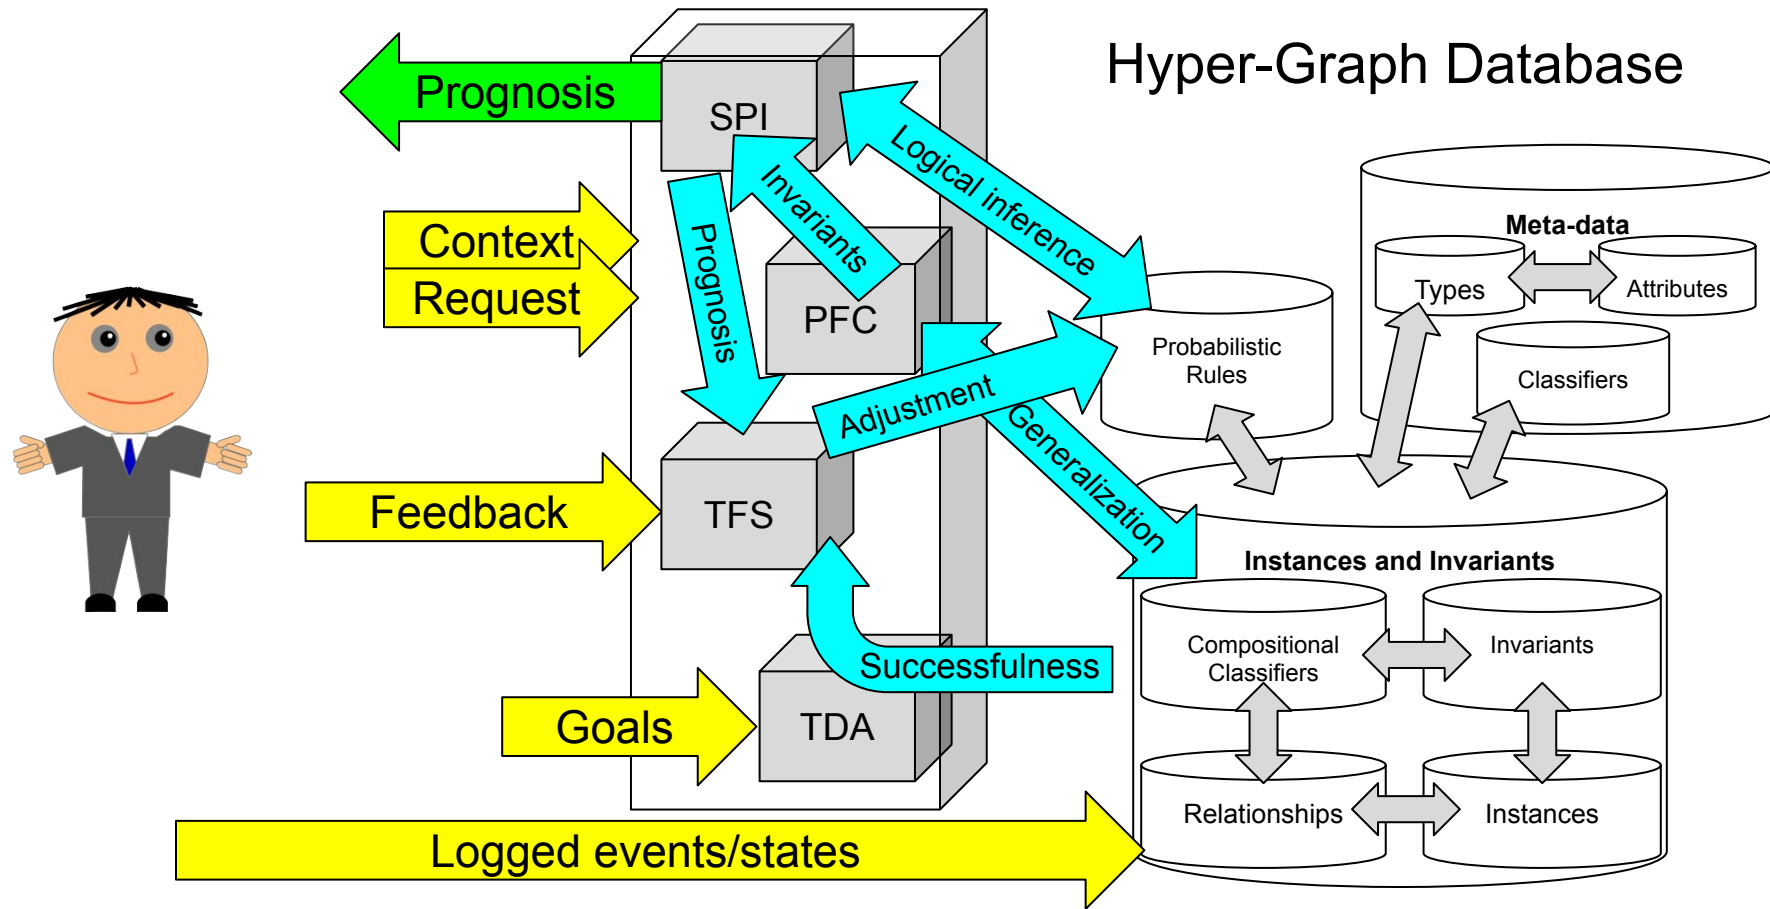 Hyper-Graph Database
Prognosis
SPI
Logical inference
Invariants
Context
Request
Prognosis
PFC
Meta-data
Types
Attributes
Classifiers
Probabilistic
Rules
Adjustment
Generalization
Feedback
TFS
Instances and Invariants
Compositional
Classifiers
Invariants
Successfulness
Goals
TDA
Relationships
Instances
Logged events/states